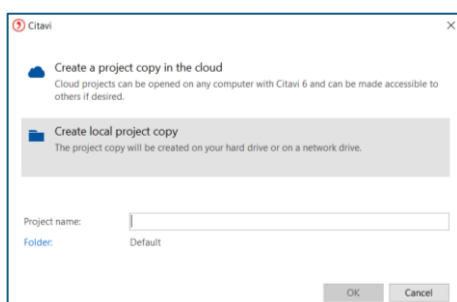 Citavi
Create a project copy in the cloud
Cloud projects can be opened on any computer with Citavi 6 and can be made accessible to
others if desired.
Create local project copy
The project copy will be created on your hard drive or on a network drive.
Project name:
Folder: Default
OK Cancel